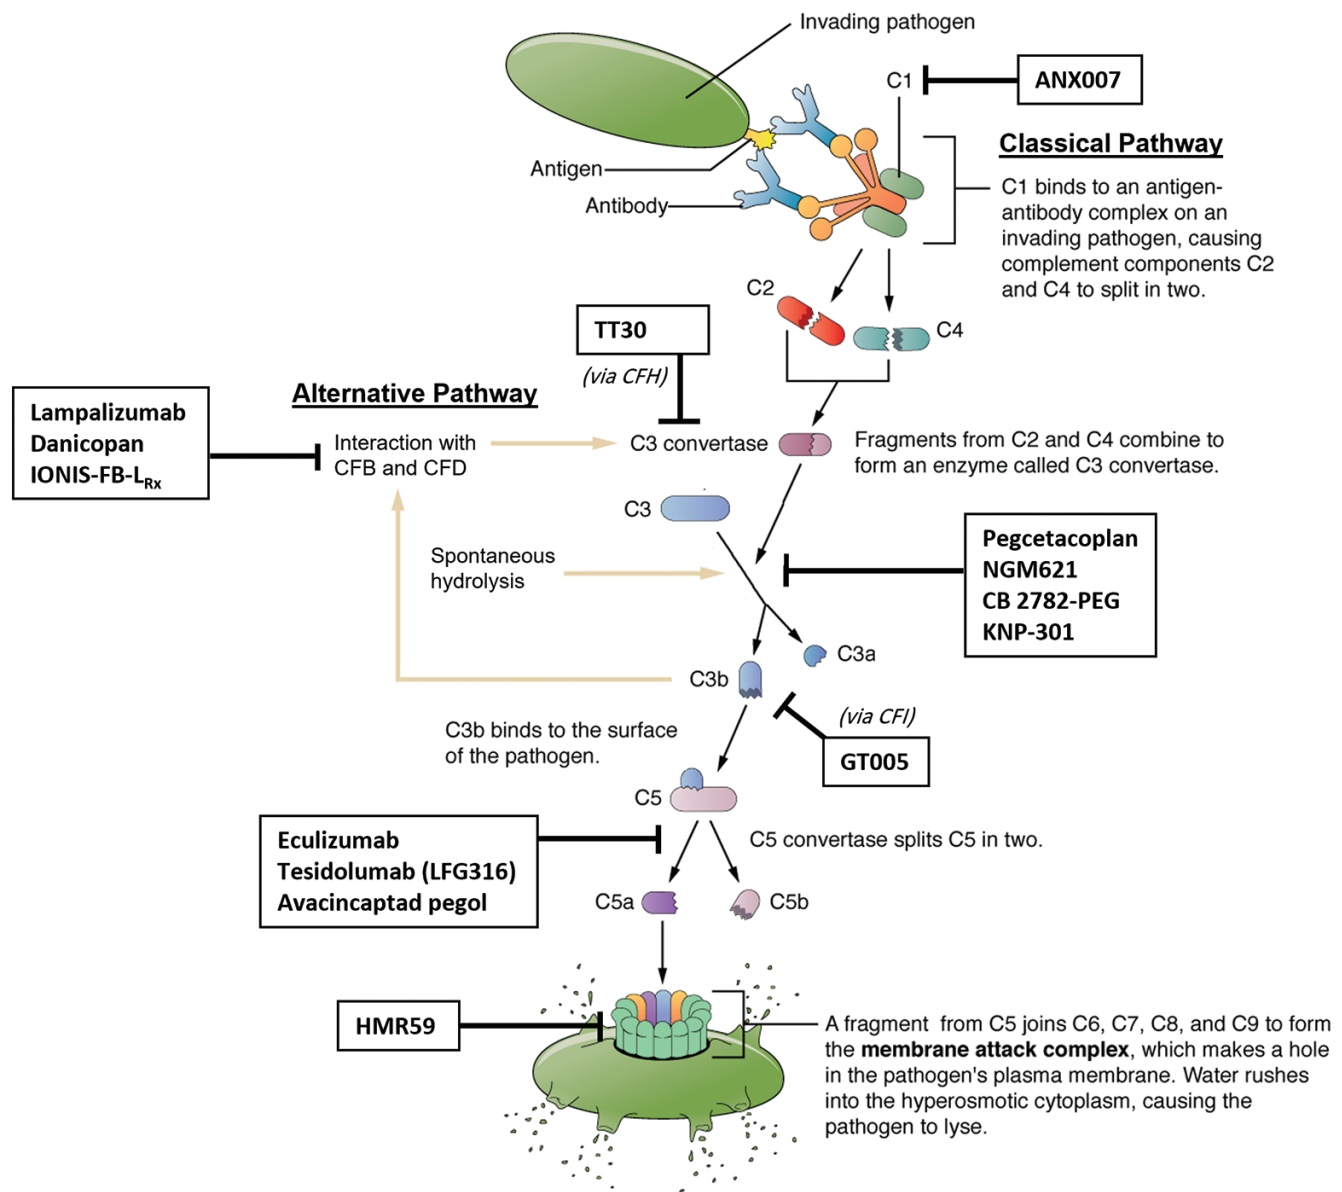 Invading pathogen
C1
ANX007
Classical Pathway
Antigen
Antibody
C1 binds to an antigen-
antibody complex on an
invading pathogen, causing
complement components C2
and C4 to split in two.
C2
C4
TT30
(via CFH)
Alternative Pathway
Lampalizumab
Danicopan
IONIS-FB-LRx
Interaction with
CFB and CFD
C3 convertase
Fragments from C2 and C4 combine to
form an enzyme called C3 convertase.
C3
Spontaneous
hydrolysis
Pegcetacoplan
NGM621
CB 2782-PEG
KNP-301
C3a
C3b
(via CFI)
GT005
C3b binds to the surface
of the pathogen.
C5
Eculizumab
Tesidolumab (LFG316)
Avacincaptad pegol
C5 convertase splits C5 in two.
C5a
C5b
HMR59
A fragment from C5 joins C6, C7, C8, and C9 to form
the membrane attack complex, which makes a hole
in the pathogen's plasma membrane. Water rushes
into the hyperosmotic cytoplasm, causing the
pathogen to lyse.